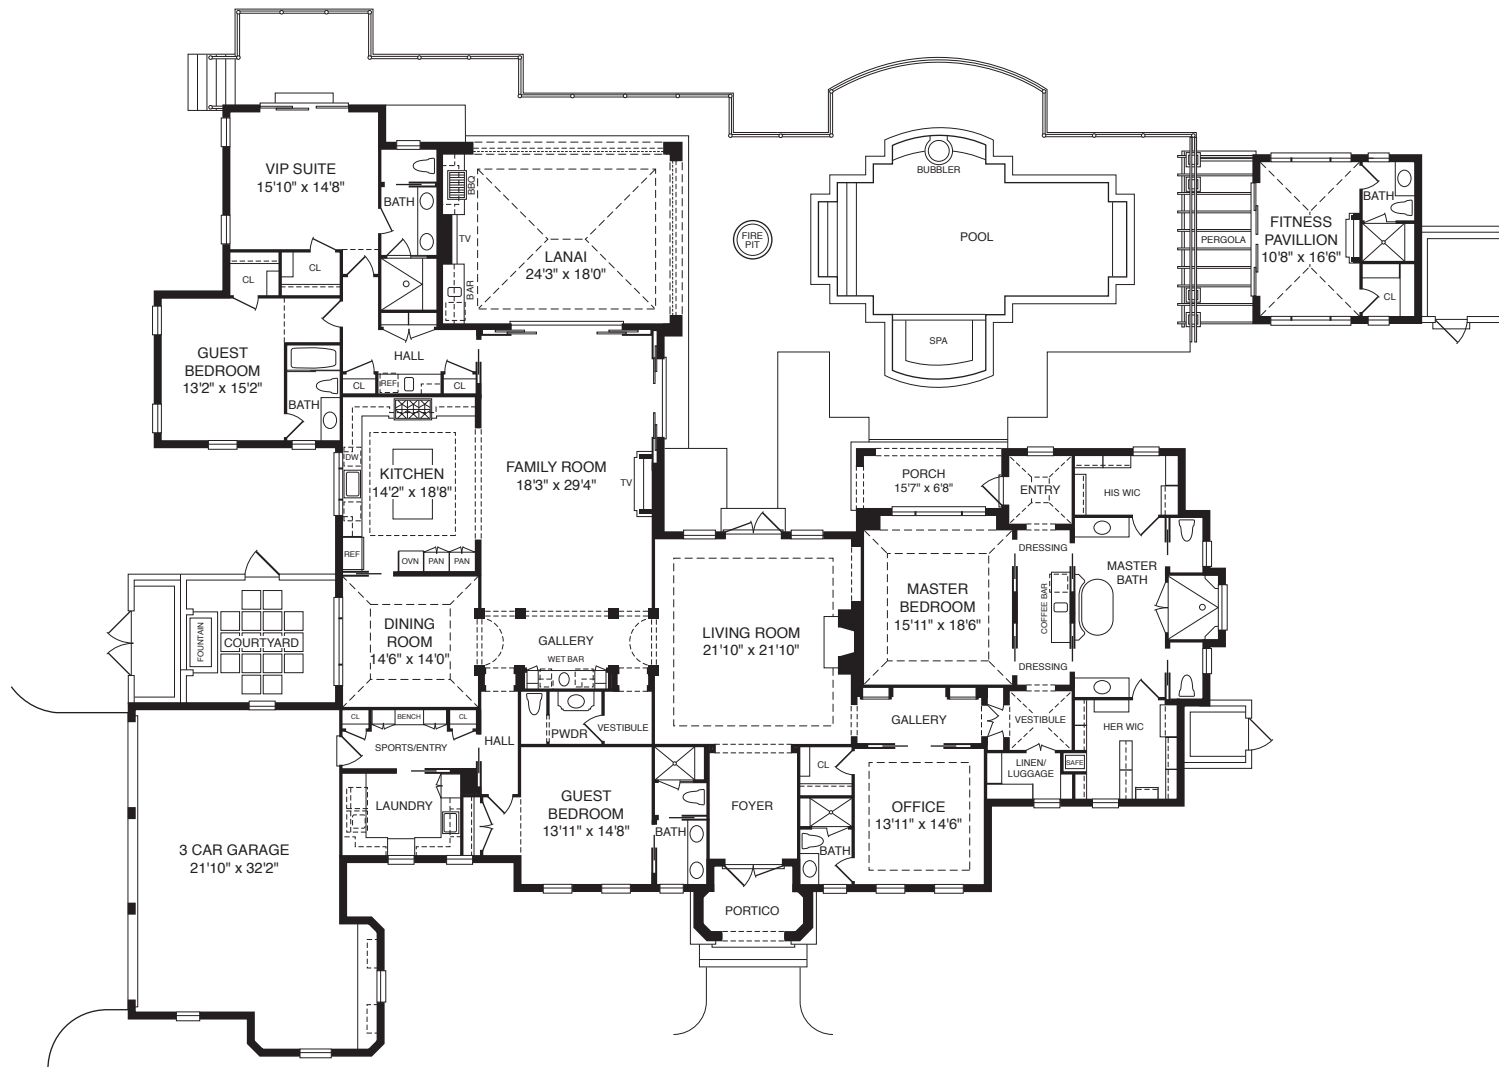 VIP SUITE
15'10" x 14'8"
BATH
BBQ
TV
BAR
LANAI
24'3" x 18'0"
FIRE
PIT
BUBBLER
POOL
SPA
PERGOLA
FITNESS
PAVILLION
10'8" x 16'6"
BATH
CL
CL
CL
GUEST
BEDROOM
13'2" x 15'2"
BATH
HALL
CL
REF
CL
DW
KITCHEN
14'2" x 18'8"
REF
OVN
PAN
PAN
FAMILY ROOM
18'3" x 29'4"
TV
PORCH
15'7" x 6'8"
ENTRY
HIS WIC
DRESSING
MASTER
BATH
COFFEE BAR
DRESSING
MASTER
BEDROOM
15'11" x 18'6"
LIVING ROOM
21'10" x 21'10"
GALLERY
WET BAR
DINING
ROOM
14'6" x 14'0"
FOUNTAIN
COURTYARD
CL
BENCH
CL
SPORTS/ENTRY
HALL
PWDR
VESTIBULE
GALLERY
VESTIBULE
HER WIC
LINEN/
LUGGAGE
SAFE
LAUNDRY
GUEST
BEDROOM
13'11" x 14'8"
BATH
FOYER
CL
BATH
OFFICE
13'11" x 14'6"
3 CAR GARAGE
21'10" x 32'2"
PORTICO